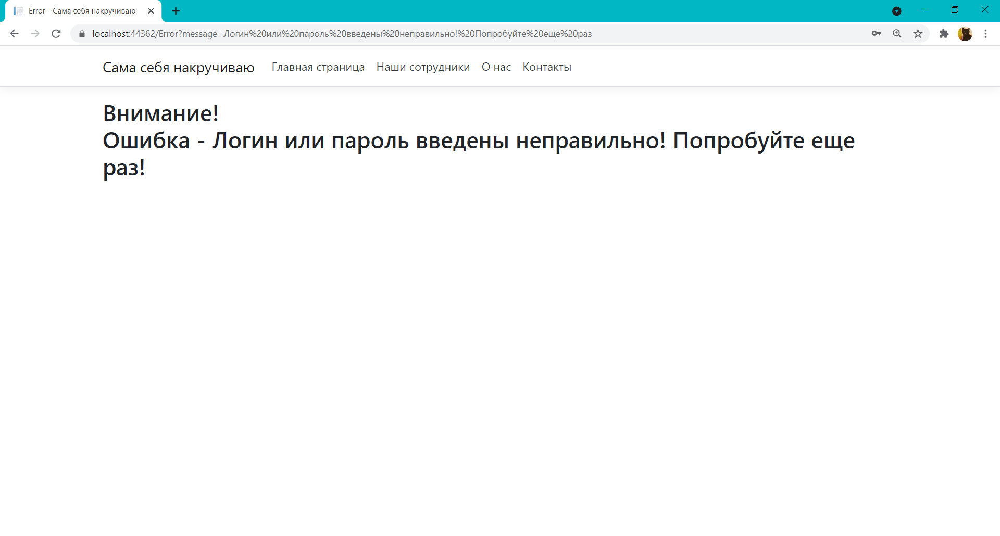 Error - Сама себя накручиваю
localhost:44362/Error?message=Логин%20или%20пароль%20введены%20неправильно!%20Попробуйте%20еще%20раз
Сама себя накручиваю Главная страница Наши сотрудники О нас Контакты
Внимание!
Ошибка - Логин или пароль введены неправильно! Попробуйте еще
раз!